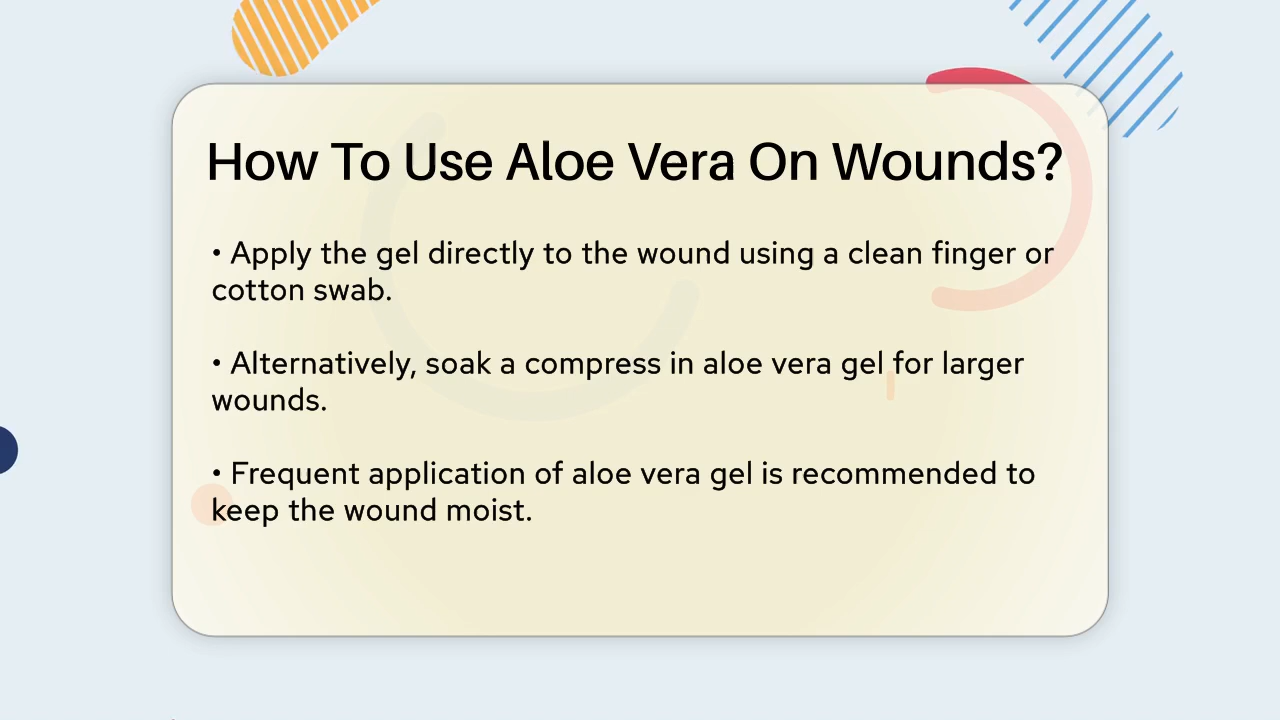 How To Use Aloe Vera On Wounds?
• Apply the gel directly to the wound using a clean finger or
cotton swab.
• Alternatively, soak a compress in aloe vera gel for larger
wounds.
• Frequent application of aloe vera gel is recommended to
keep the wound moist.